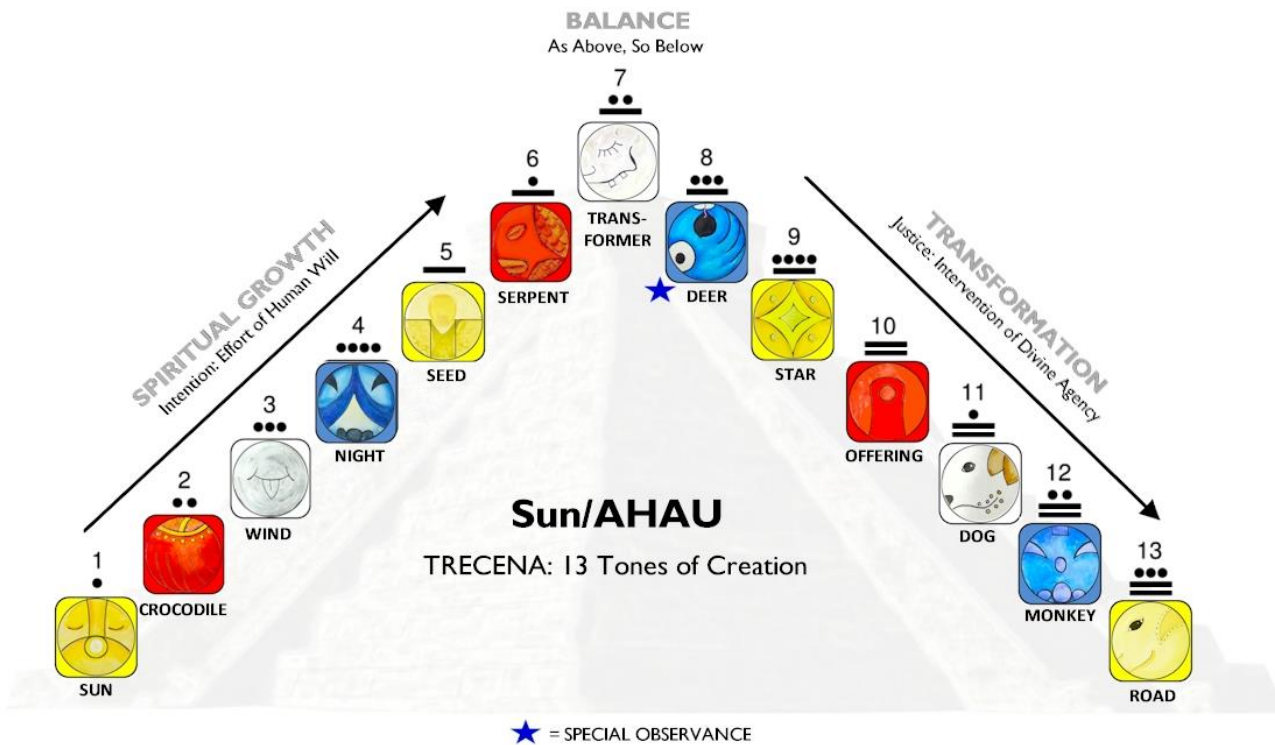 BALANCE
As Above, So Below
7
TRANS-
FORMER
6
SERPENT
8
DEER
5
SEED
9
STAR
4
NIGHT
10
OFFERING
3
WIND
11
DOG
2
CROCODILE
12
MONKEY
1
SUN
13
ROAD
SPIRITUAL GROWTH
Intention: Effort of Human Will
TRANSFORMATION
Justice: Intervention of Divine Agency
Sun/AHAU
TRECENA: 13 Tones of Creation
= SPECIAL OBSERVANCE